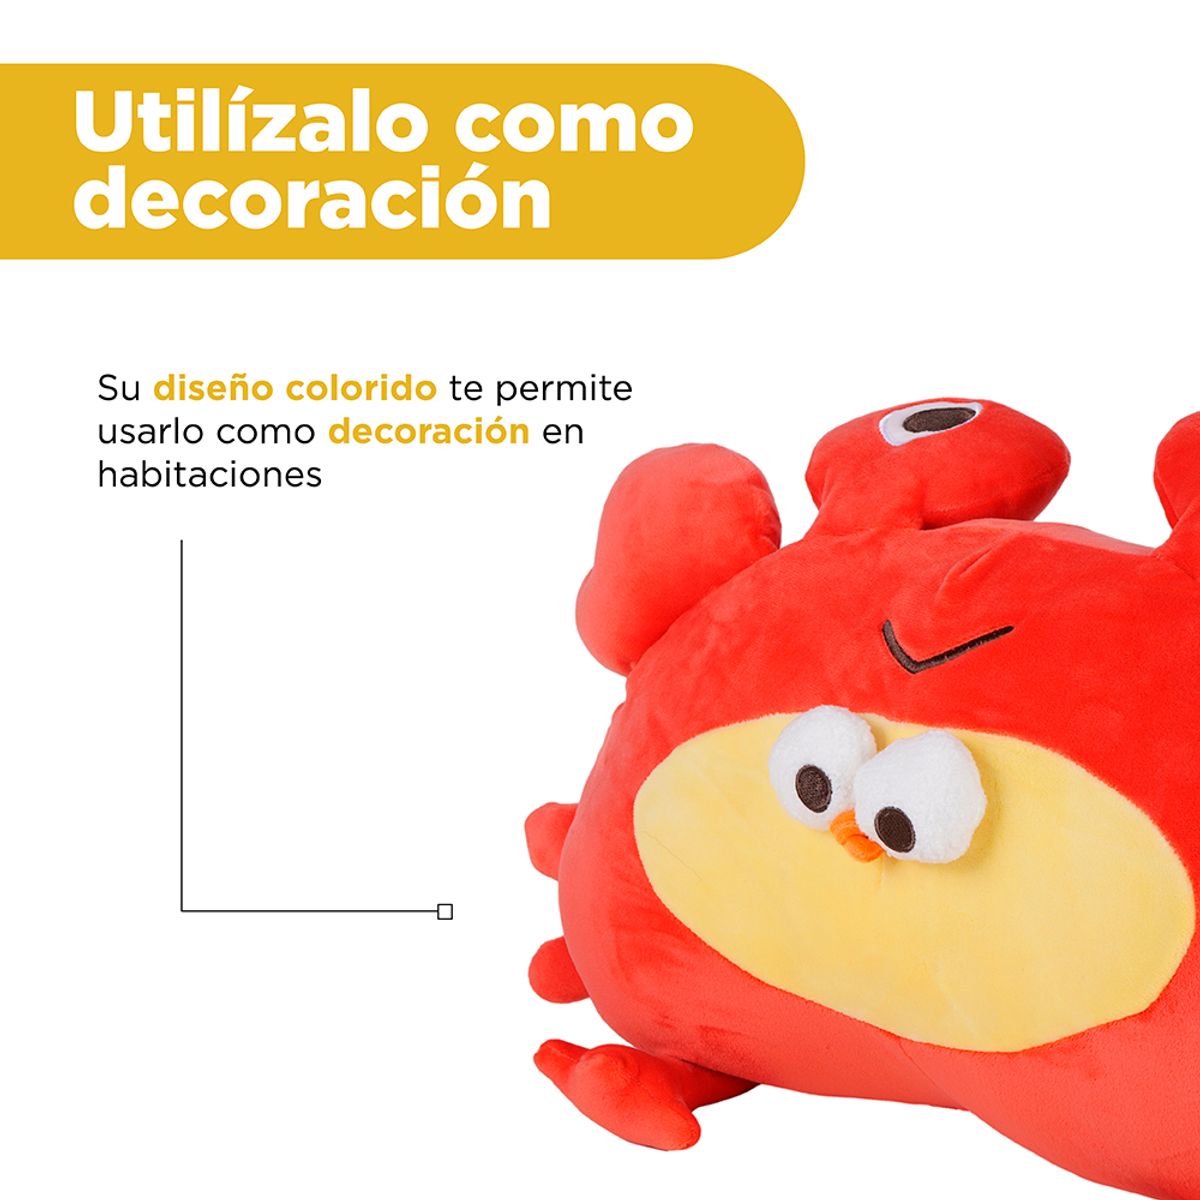 Utilízalo como
decoración
Su diseño colorido te permite
usarlo como decoración en
habitaciones